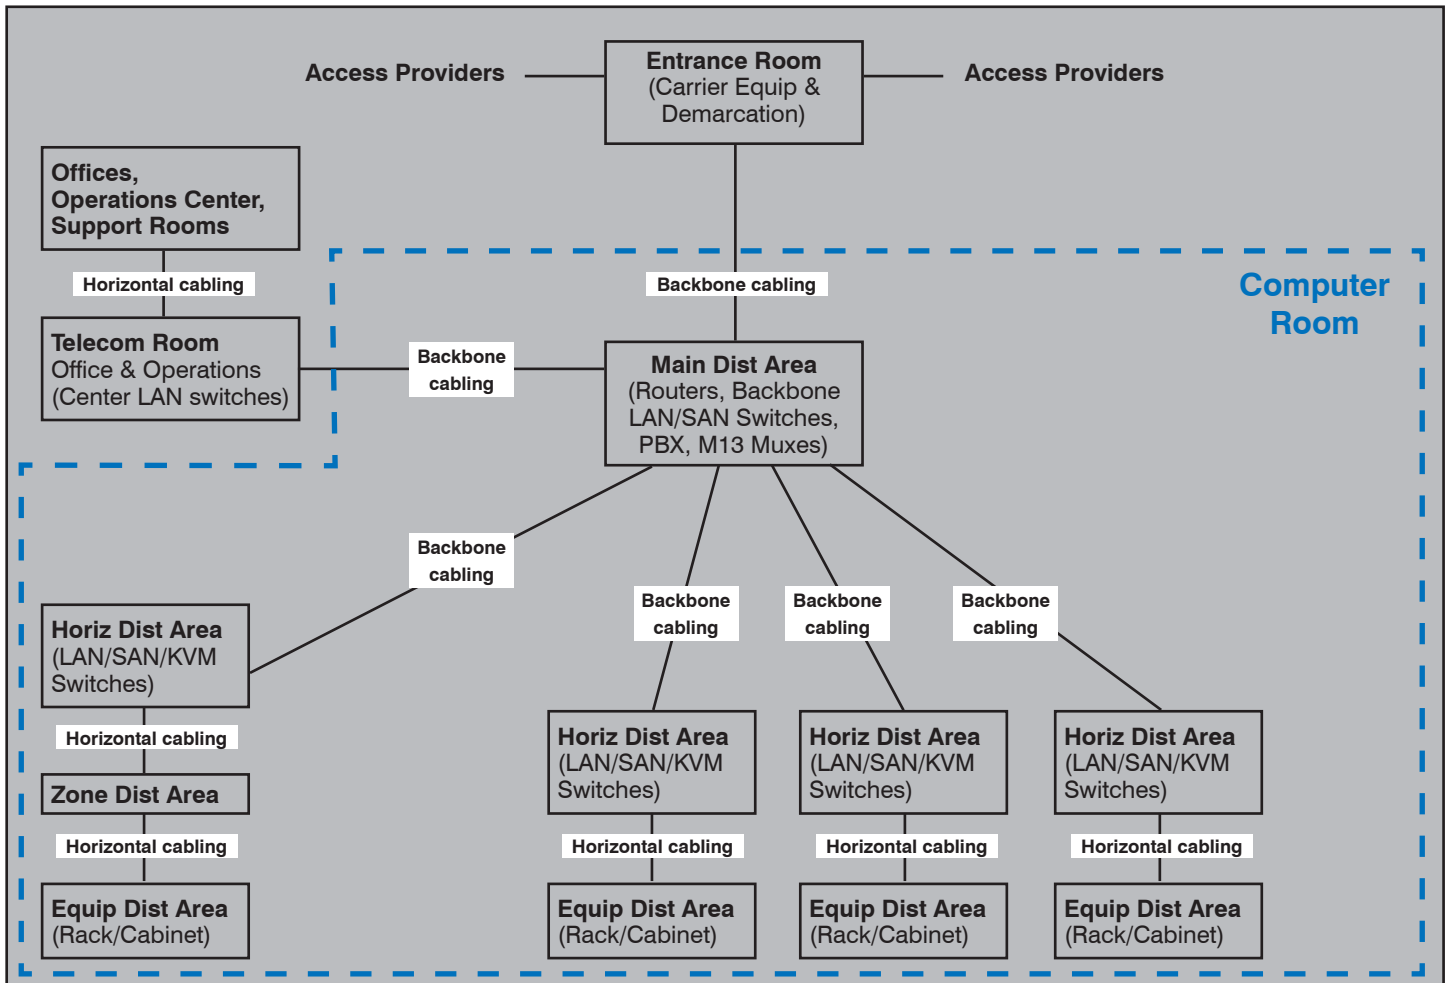 Access Providers
Entrance Room
(Carrier Equip &
Demarcation)
Access Providers
Offices,
Operations Center,
Support Rooms
Horizontal cabling
Backbone cabling
Computer
Room
Telecom Room
Office & Operations
(Center LAN switches)
Backbone
cabling
Main Dist Area
(Routers, Backbone
LAN/SAN Switches,
PBX, M13 Muxes)
Backbone
cabling
Backbone
cabling
Backbone
cabling
Backbone
cabling
Horiz Dist Area
(LAN/SAN/KVM
Switches)
Horizontal cabling
Zone Dist Area
Horizontal cabling
Equip Dist Area
(Rack/Cabinet)
Horiz Dist Area
(LAN/SAN/KVM
Switches)
Horizontal cabling
Equip Dist Area
(Rack/Cabinet)
Horiz Dist Area
(LAN/SAN/KVM
Switches)
Horizontal cabling
Equip Dist Area
(Rack/Cabinet)
Horiz Dist Area
(LAN/SAN/KVM
Switches)
Horizontal cabling
Equip Dist Area
(Rack/Cabinet)